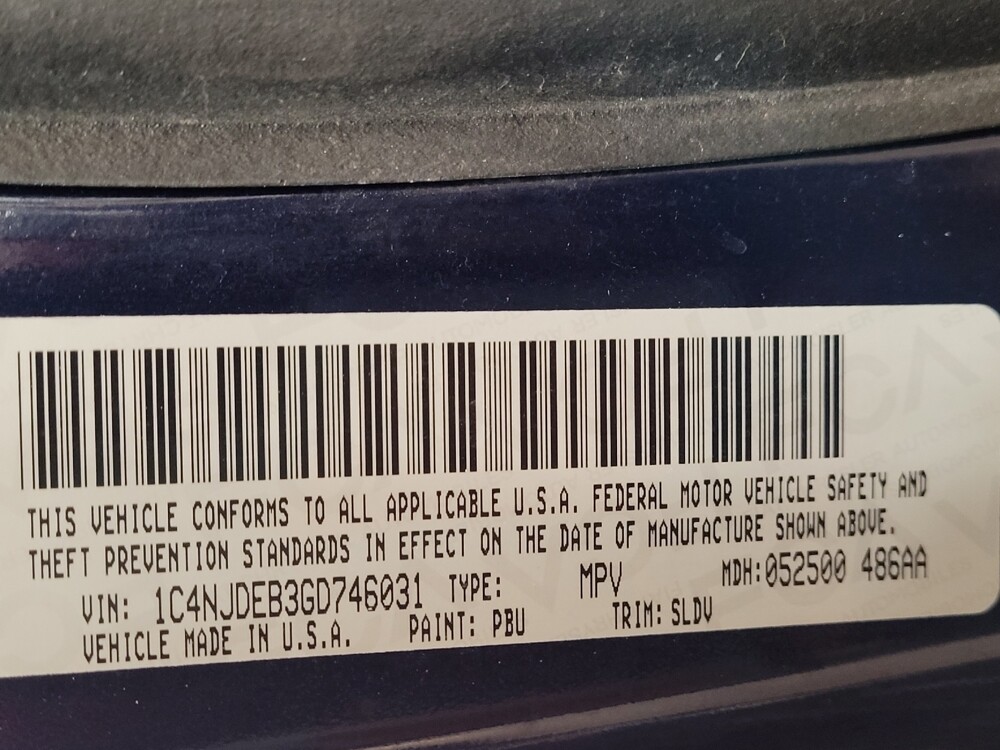 THIS VEHICLE CONFORMS TO ALL APPLICABLE U.S.A. FEDERAL MOTOR VEHICLE SAFETY AND
THEFT PREVENTION STANDARDS IN EFFECT ON THE DATE OF MANUFACTURE SHOWN ABOVE.
VIN: 1C4NJDEB3GD746031 TYPE: MPV MDH:052500 486AA
VEHICLE MADE IN U.S.A. PAINT: PBU TRIM: SLDV